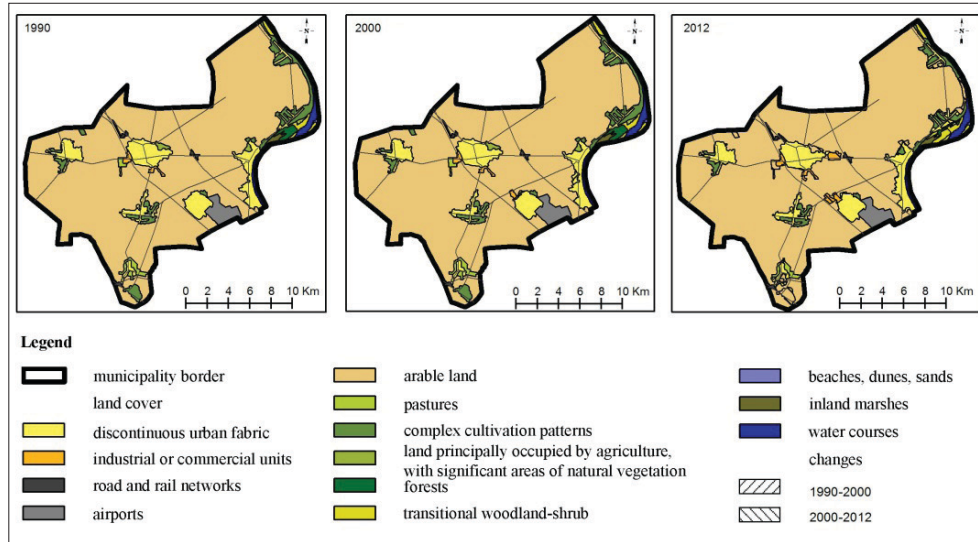 1990
N
2000
N
2012
N
0 2 4 6 8 10 Km
0 2 4 6 8 10 Km
0 2 4 6 8 10 Km
Legend
municipality border
land cover
discontinuous urban fabric
industrial or commercial units
road and rail networks
airports
arable land
pastures
complex cultivation patterns
land principally occupied by agriculture,
with significant areas of natural vegetation
forests
transitional woodland-shrub
beaches, dunes, sands
inland marshes
water courses
changes
1990-2000
2000-2012